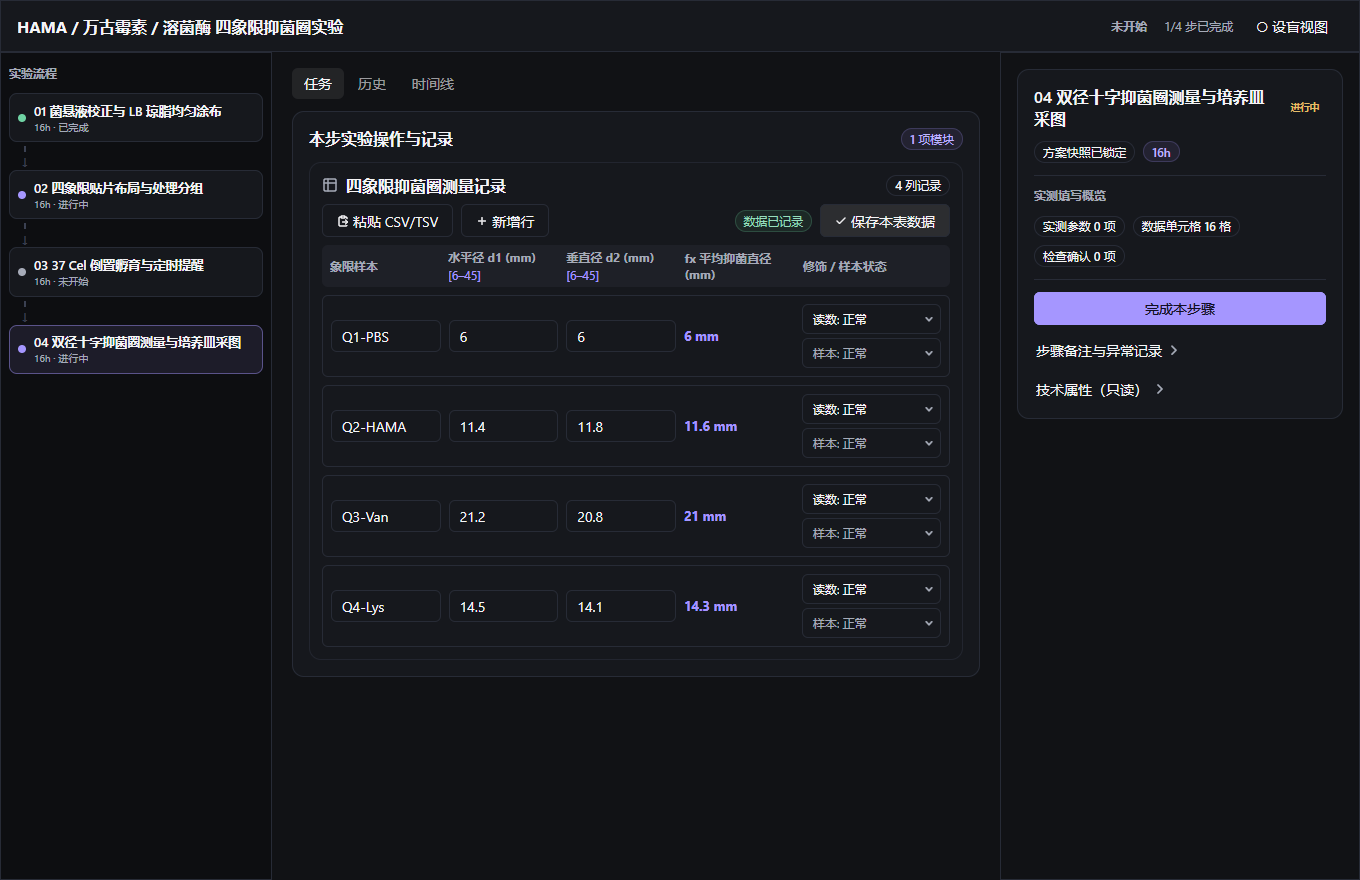 HAMA / 万古霉素 / 溶菌酶 四象限抑菌圈实验
未开始 1/4 步已完成 设盲视图
实验流程
01 菌悬液校正与 LB 琼脂均匀涂布
16h · 已完成
02 四象限贴片布局与处理分组
16h · 进行中
03 37 Cel 倒置孵育与定时提醒
16h · 未开始
04 双径十字抑菌圈测量与培养皿采图
16h · 进行中
任务 历史 时间线
本步实验操作与记录
1 项模块
四象限抑菌圈测量记录
4 列记录
粘贴 CSV/TSV
+ 新增行
数据已记录
保存本表数据
象限样本
水平径 d1 (mm)
[6–45]
垂直径 d2 (mm)
[6–45]
fx 平均抑菌直径
(mm)
修饰 / 样本状态
Q1-PBS 6 6 6 mm
读数: 正常
样本: 正常
Q2-HAMA 11.4 11.8 11.6 mm
读数: 正常
样本: 正常
Q3-Van 21.2 20.8 21 mm
读数: 正常
样本: 正常
Q4-Lys 14.5 14.1 14.3 mm
读数: 正常
样本: 正常
04 双径十字抑菌圈测量与培养皿
采图
进行中
方案快照已锁定 16h
实测填写概览
实测参数 0 项 数据单元格 16 格
检查确认 0 项
完成本步骤
步骤备注与异常记录
技术属性（只读）